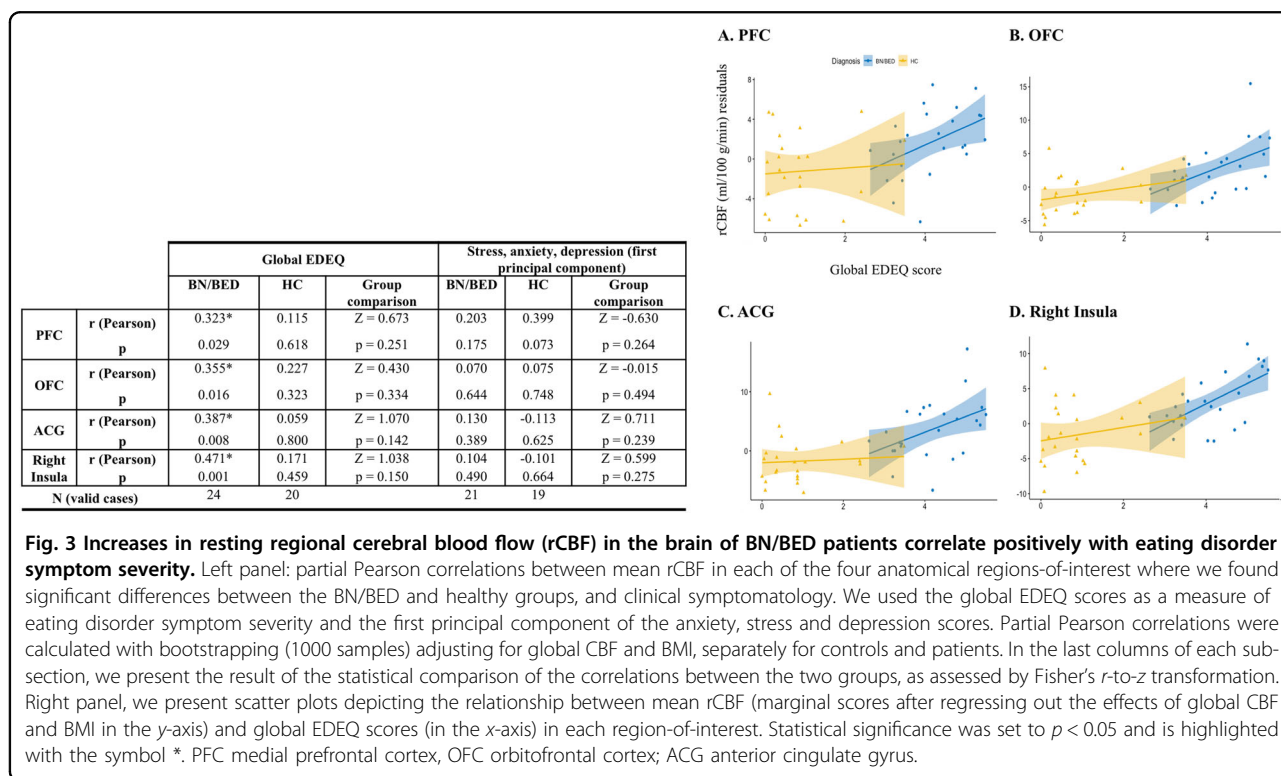 A. PFC
B. OFC
Diagnosis BN/BED HC
rCBF (ml/100 g/min) residuals
8
4
0
-4
0
2
4
15
10
5
0
-5
0
2
4
Global EDEQ score
C. ACG
D. Right Insula
10
0
0
2
4
10
5
0
-5
-10
0
2
4
Global EDEQ
Stress, anxiety, depression (first principal component)
BN/BED HC Group comparison BN/BED HC Group comparison
PFC r (Pearson) 0.323* 0.115 Z = 0.673 0.203 0.399 Z = -0.630
p 0.029 0.618 p = 0.251 0.175 0.073 p = 0.264
OFC r (Pearson) 0.355* 0.227 Z = 0.430 0.070 0.075 Z = -0.015
p 0.016 0.323 p = 0.334 0.644 0.748 p = 0.494
ACG r (Pearson) 0.387* 0.059 Z = 1.070 0.130 -0.113 Z = 0.711
p 0.008 0.800 p = 0.142 0.389 0.625 p = 0.239
Right Insula r (Pearson) 0.471* 0.171 Z = 1.038 0.104 -0.101 Z = 0.599
p 0.001 0.459 p = 0.150 0.490 0.664 p = 0.275
N (valid cases) 24 20 21 19
Fig. 3 Increases in resting regional cerebral blood flow (rCBF) in the brain of BN/BED patients correlate positively with eating disorder
symptom severity. Left panel: partial Pearson correlations between mean rCBF in each of the four anatomical regions-of-interest where we found
significant differences between the BN/BED and healthy groups, and clinical symptomatology. We used the global EDEQ scores as a measure of
eating disorder symptom severity and the first principal component of the anxiety, stress and depression scores. Partial Pearson correlations were
calculated with bootstrapping (1000 samples) adjusting for global CBF and BMI, separately for controls and patients. In the last columns of each sub-
section, we present the result of the statistical comparison of the correlations between the two groups, as assessed by Fisher's r-to-z transformation.
Right panel, we present scatter plots depicting the relationship between mean rCBF (marginal scores after regressing out the effects of global CBF
and BMI in the y-axis) and global EDEQ scores (in the x-axis) in each region-of-interest. Statistical significance was set to p < 0.05 and is highlighted
with the symbol *. PFC medial prefrontal cortex, OFC orbitofrontal cortex; ACG anterior cingulate gyrus.